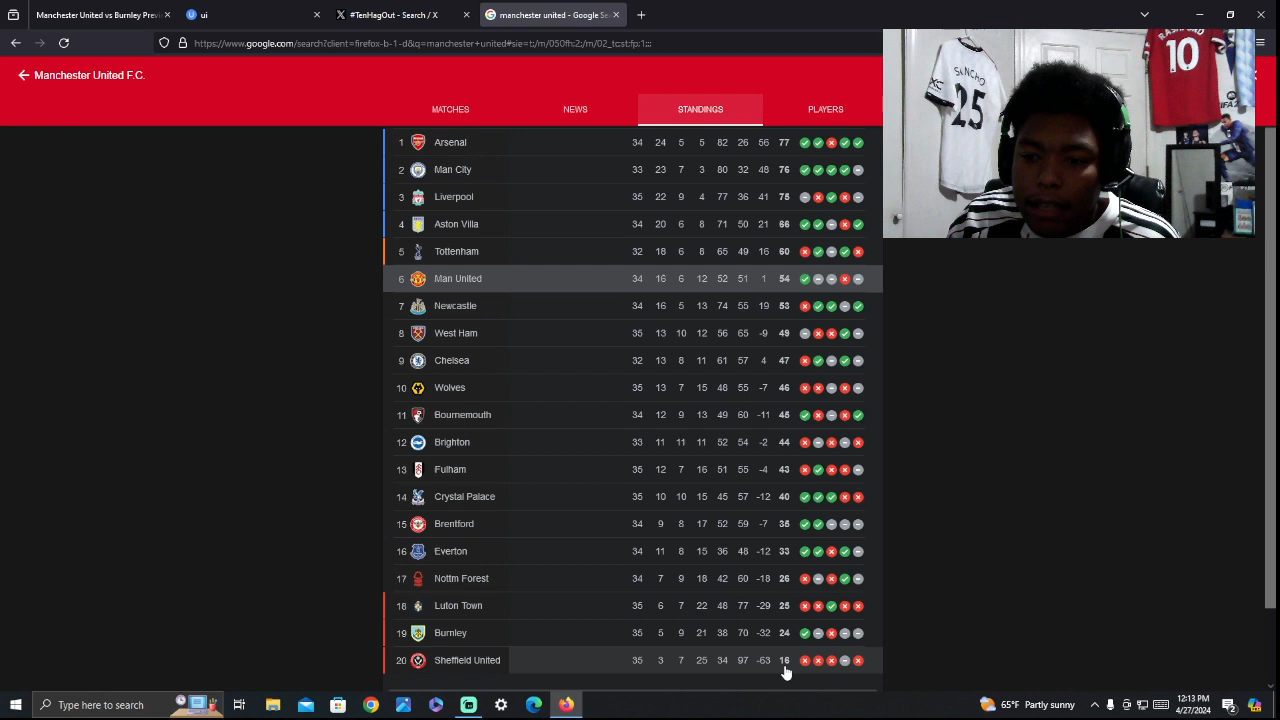 Manchester United vs Burnley Previ
ui
#TenHagOut - Search / X
manchester united - Google Se
https://www.google.com/search?client=firefox-b-1-d&q=manchester+united#sie=t;/m/050fh;2;/m/02_tc;st;fp;1;;;
Manchester United F.C.
MATCHES NEWS STANDINGS PLAYERS
1 Arsenal 34 24 5 5 82 26 56 77
2 Man City 33 23 7 3 80 32 48 76
3 Liverpool 35 22 9 4 77 36 41 75
4 Aston Villa 34 20 6 8 71 50 21 66
5 Tottenham 32 18 6 8 65 49 16 60
6 Man United 34 16 6 12 52 51 1 54
7 Newcastle 34 16 5 13 74 55 19 53
8 West Ham 35 13 10 12 56 65 -9 49
9 Chelsea 32 13 8 11 61 57 4 47
10 Wolves 35 13 7 15 48 55 -7 46
11 Bournemouth 34 12 9 13 49 60 -11 45
12 Brighton 33 11 11 11 52 54 -2 44
13 Fulham 35 12 7 16 51 55 -4 43
14 Crystal Palace 35 10 10 15 45 57 -12 40
15 Brentford 34 9 8 17 52 59 -7 35
16 Everton 34 11 8 15 36 48 -12 33
17 Nottm Forest 34 7 9 18 42 60 -18 26
18 Luton Town 35 6 7 22 48 77 -29 25
19 Burnley 35 5 9 21 38 70 -32 24
20 Sheffield United 35 3 7 25 34 97 -63 16
SANCHO
25
RASHFORD
10
Type here to search
65°F Partly sunny
12:13 PM
4/27/2024
2